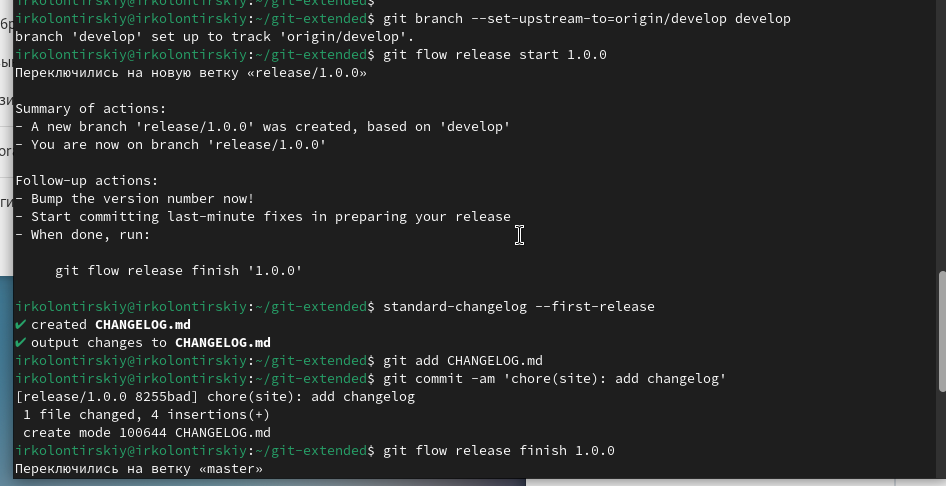 irkolontirskiy@irkolontirskiy:~/git-extended$ git branch --set-upstream-to=origin/develop develop
branch 'develop' set up to track 'origin/develop'.
irkolontirskiy@irkolontirskiy:~/git-extended$ git flow release start 1.0.0
Переключились на новую ветку «release/1.0.0»
Summary of actions:
- A new branch 'release/1.0.0' was created, based on 'develop'
- You are now on branch 'release/1.0.0'
Follow-up actions:
- Bump the version number now!
- Start committing last-minute fixes in preparing your release
- When done, run:
git flow release finish '1.0.0'
irkolontirskiy@irkolontirskiy:~/git-extended$ standard-changelog --first-release
✔ created CHANGELOG.md
✔ output changes to CHANGELOG.md
irkolontirskiy@irkolontirskiy:~/git-extended$ git add CHANGELOG.md
irkolontirskiy@irkolontirskiy:~/git-extended$ git commit -am 'chore(site): add changelog'
[release/1.0.0 8255bad] chore(site): add changelog
1 file changed, 4 insertions(+)
create mode 100644 CHANGELOG.md
irkolontirskiy@irkolontirskiy:~/git-extended$ git flow release finish 1.0.0
Переключились на ветку «master»